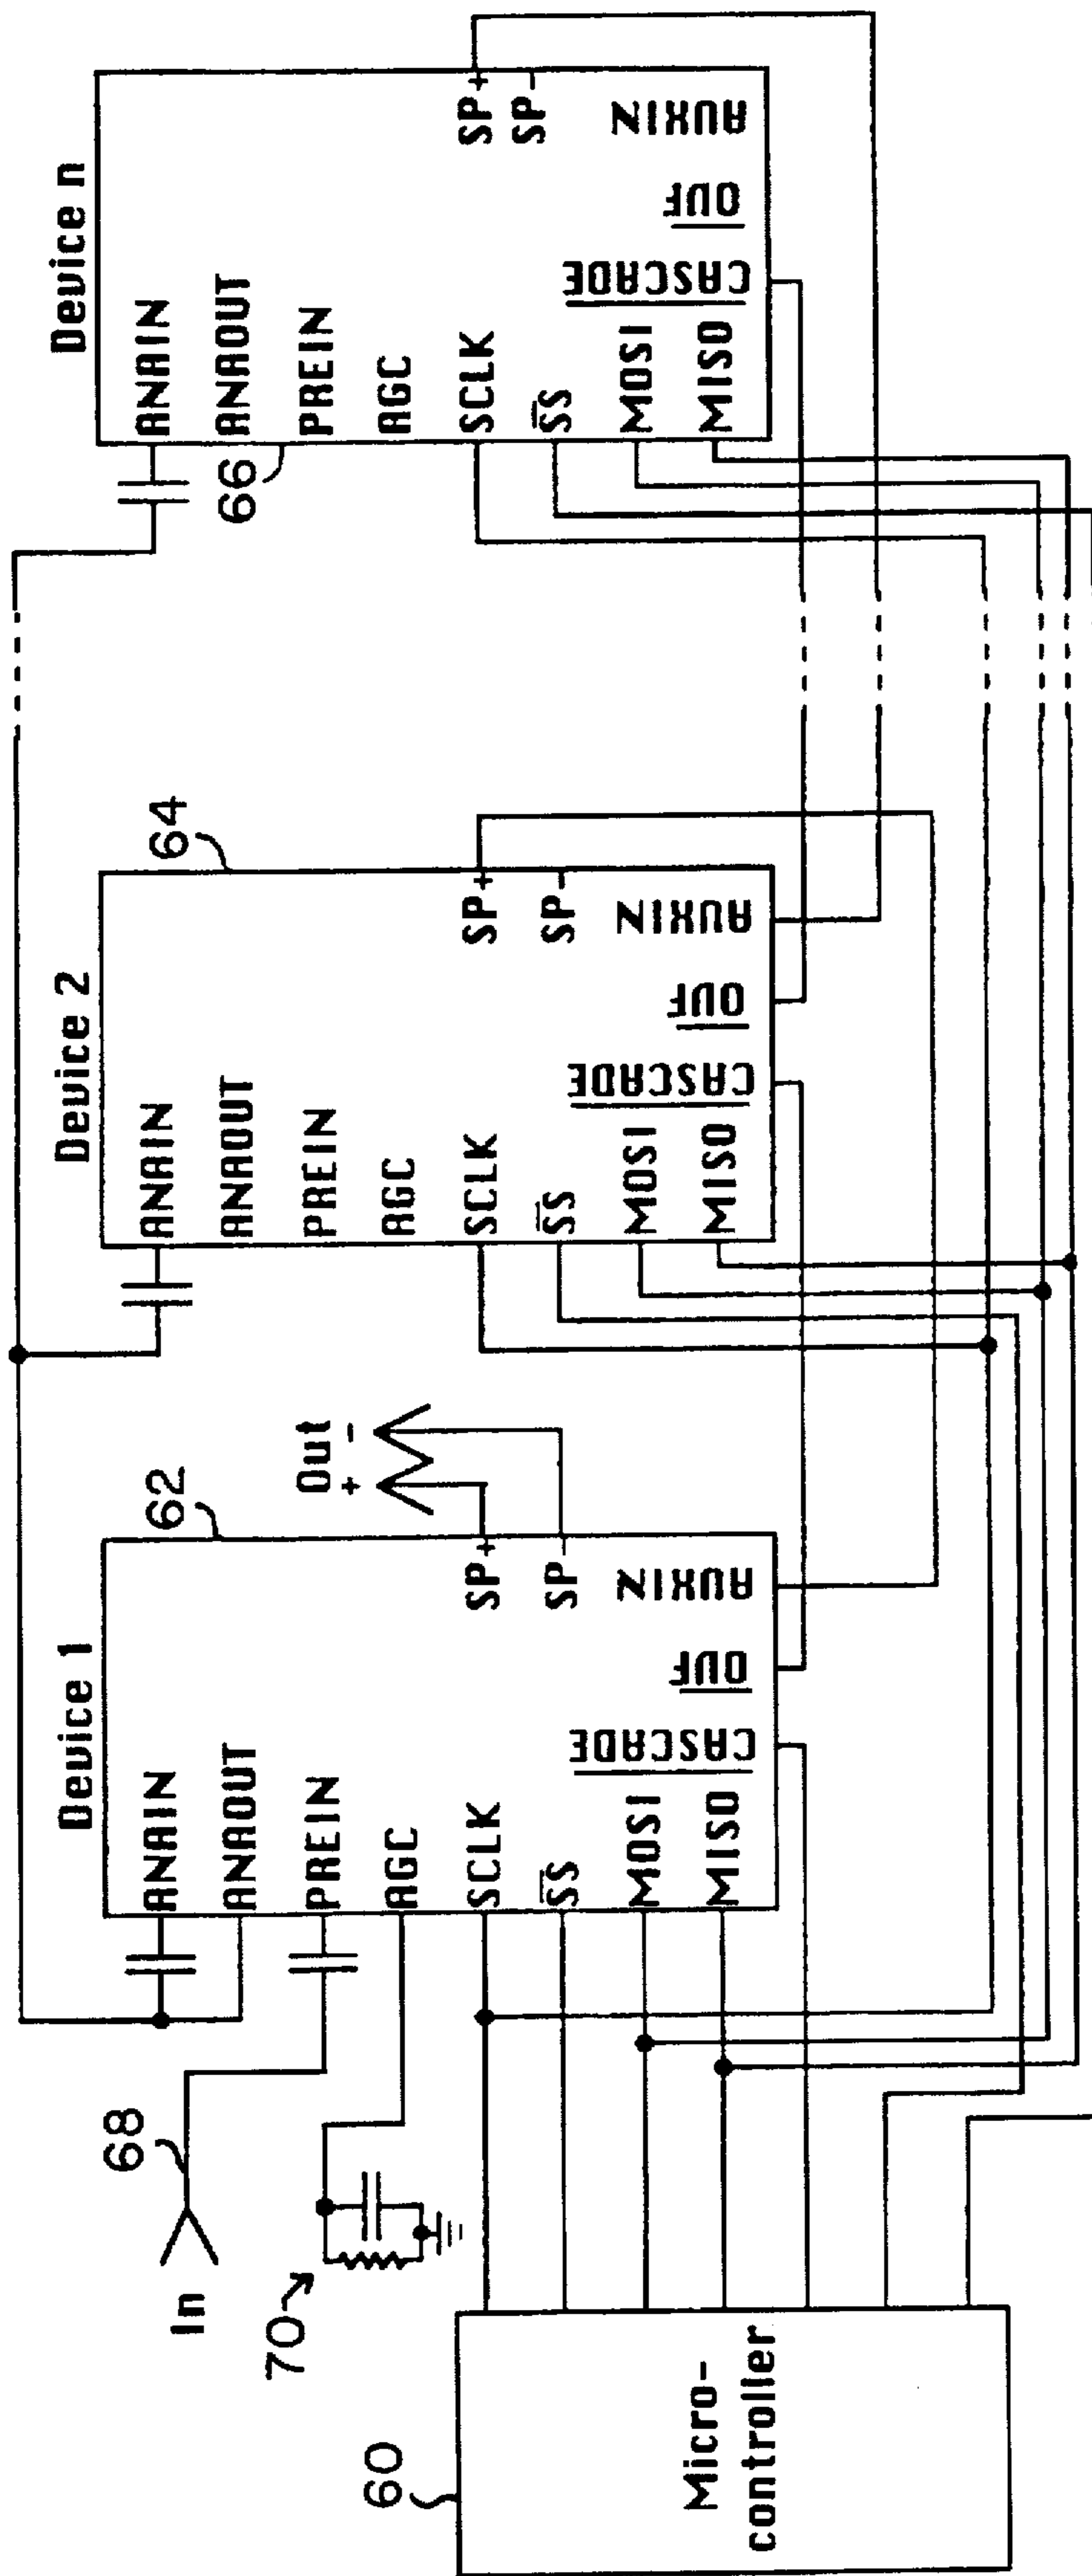 60
Micro-
controller
In
68
70
Device 1
62
ANAIN
ANAOUT
PREIN
AGC
SCLK
SS
MOSI
MISO
CASCADE
OVF
AUXIN
SP+
SP-
Out
+ -
Device 2
64
ANAIN
ANAOUT
PREIN
AGC
SCLK
SS
MOSI
MISO
CASCADE
OVF
AUXIN
SP+
SP-
Device n
66
ANAIN
ANAOUT
PREIN
AGC
SCLK
SS
MOSI
MISO
CASCADE
OVF
AUXIN
SP+
SP-